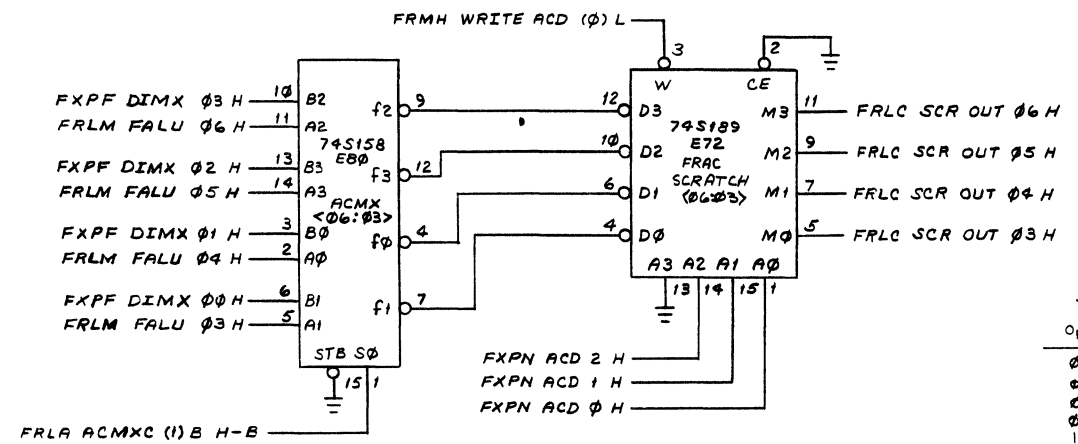 FRMH WRITE ACD (Ø) L
3
2
W
CE
FXPF DIMX Ø3 H
1Ø
B2
FRLM FALU Ø6 H
11
A2
f2
9
FXPF DIMX Ø2 H
13
B3
FRLM FALU Ø5 H
14
A3
f3
12
74S158
E8Ø
ACMX
<Ø6:Ø3>
FXPF DIMX Ø1 H
3
BØ
FRLM FALU Ø4 H
2
AØ
fØ
4
FXPF DIMX ØØ H
6
B1
FRLM FALU Ø3 H
5
A1
f1
7
STB SØ
15
1
FRLA ACMXC (1) B H-B
12
D3
1Ø
D2
6
D1
4
DØ
74S189
E72
FRAC
SCRATCH
<Ø6:Ø3>
M3
11
FRLC SCR OUT Ø6 H
M2
9
FRLC SCR OUT Ø5 H
M1
7
FRLC SCR OUT Ø4 H
MØ
5
FRLC SCR OUT Ø3 H
A3 A2 A1 AØ
13 14 15 1
FXPN ACD 2 H
FXPN ACD 1 H
FXPN ACD Ø H